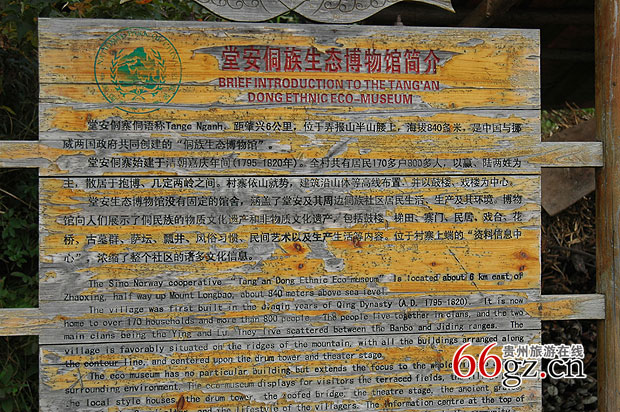 堂安侗族生态博物馆简介
BRIEF INTRODUCTION TO THE TANG'AN
DONG ETHNIC ECO-MUSEUM
堂安侗寨侗语称Tange Nganh，距肇兴6公里，位于弄报山半山腰上，海拔840多米，是中国与挪
威两国政府共同创建的“侗族生态博物馆”。
堂安侗寨始建于清朝嘉庆年间(1795-1820年)。全村共有居民170多户800多人，以嬴、陆两姓为
主，散居于抱博、几定两岭之间。村寨依山就势，建筑沿山体等高线布置，并以鼓楼、戏楼为中心。
堂安生态博物馆没有固定的馆舍，涵盖了堂安及其周边侗族社区居民生活、生产及其环境。博物
馆向人们展示了侗民族的物质文化遗产和非物质文化遗产，包括鼓楼、梯田、寨门、民居、戏台、花
桥、古墓群、萨坛、瓢井、风俗习惯、民间艺术以及生产生活等内容。位于村寨上端的“资料信息中
心”，浓缩了整个社区的诸多文化信息。
The Sino Norway cooperative "Tang'an Dong Ethnic Eco museum" is located about 6 km east of
Zhaoxing, half way up Mount Longbao, about 840 meters above sea level.
The village was first built in the Jiaqin years of Qing Dynasty (A.D. 1795-1820). It is now
home to over 170 households and more than 800 people. The people live together in clans, and the two
main clans being the Ying and Lu. They live scattered between the Banbo and Jiding ranges. The
village is favorably situated on the ridges of the mountain, with all the buildings arranged along
the contour line, and centered upon the drum tower and theater stage.
The eco museum has no particular building but extends the focus to the
surrounding environment. The eco museum displays for visitors the terraced fields,
the local style houses, the drum tower, the roofed bridge, the theatre stage, the ancient
and the lifestyle of the villagers. The information centre at the top of
贵州旅游在线
66gz.cn